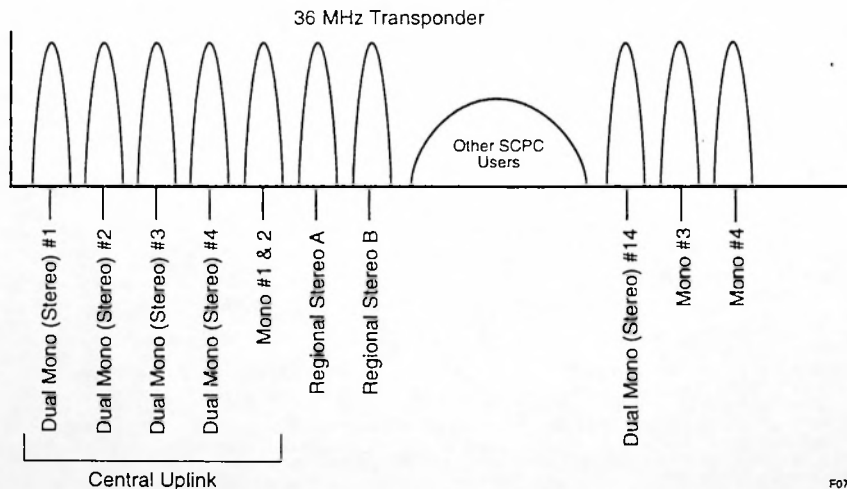 36 MHz Transponder
Other SCPC
Users
Dual Mono (Stereo) #1
Dual Mono (Stereo) #2
Dual Mono (Stereo) #3
Dual Mono (Stereo) #4
Mono #1 & 2
Regional Stereo A
Regional Stereo B
Dual Mono (Stereo) #14
Mono #3
Mono #4
Central Uplink
F07